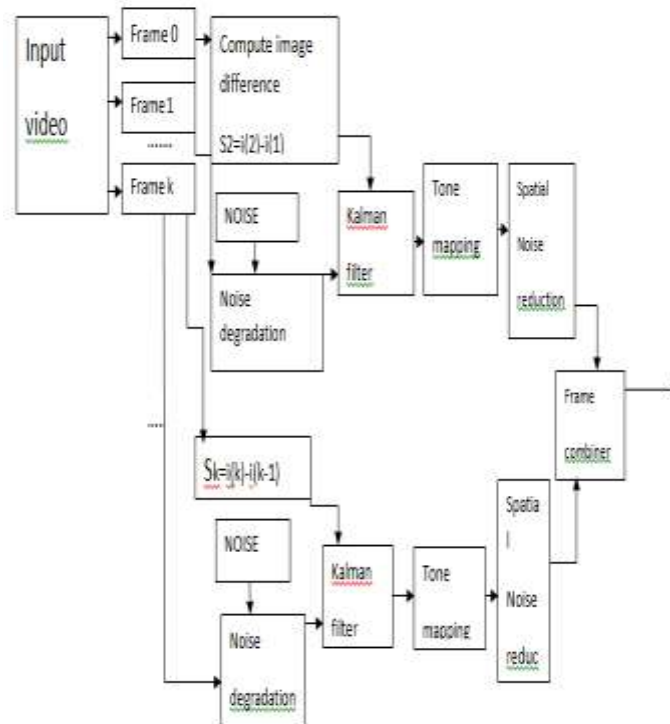 Input
video
Frame 0
Frame 1
.......
Frame k
Compute image
difference
S2=i(2)-i(1)
NOISE
Noise
degradation
Kalman
filter
Tone
mapping
Spatial
Noise
reduction
Frame
combiner
.....
Sk=i(k)-i(k-1)
NOISE
Noise
degradation
Kalman
filter
Tone
mapping
Spatia
l
Noise
reduc